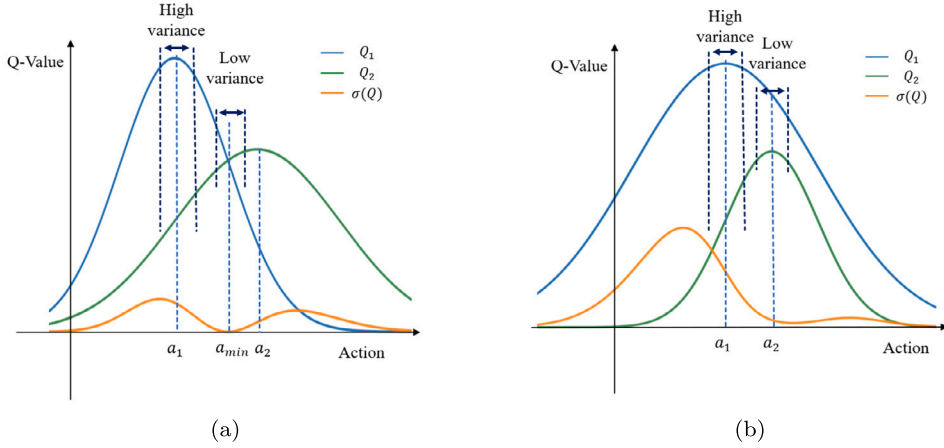 High
variance
Q-Value
Low
variance
Q₁
Q₂
σ(Q)
a₁
aₘᵢₙ
a₂
Action
(a)
High
variance
Q-Value
Low
variance
Q₁
Q₂
σ(Q)
a₁
a₂
Action
(b)